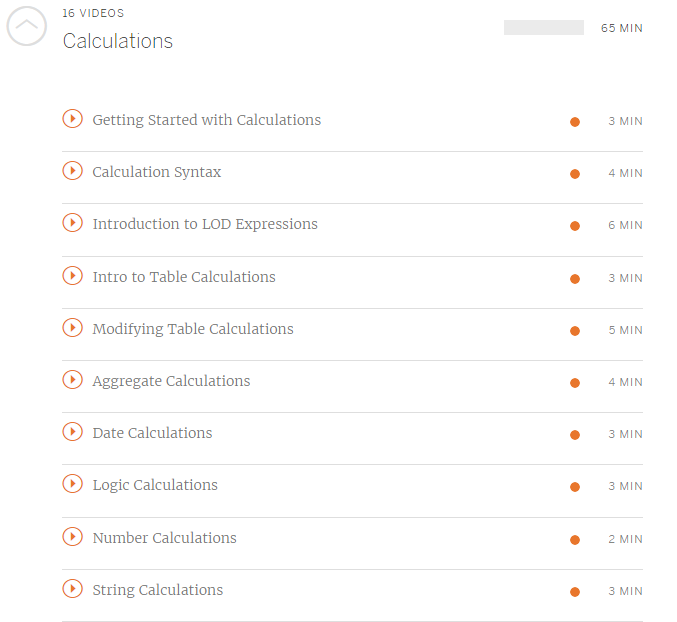 16 VIDEOS
65 MIN
Calculations
Getting Started with Calculations 3 MIN
Calculation Syntax 4 MIN
Introduction to LOD Expressions 6 MIN
Intro to Table Calculations 3 MIN
Modifying Table Calculations 5 MIN
Aggregate Calculations 4 MIN
Date Calculations 3 MIN
Logic Calculations 3 MIN
Number Calculations 2 MIN
String Calculations 3 MIN